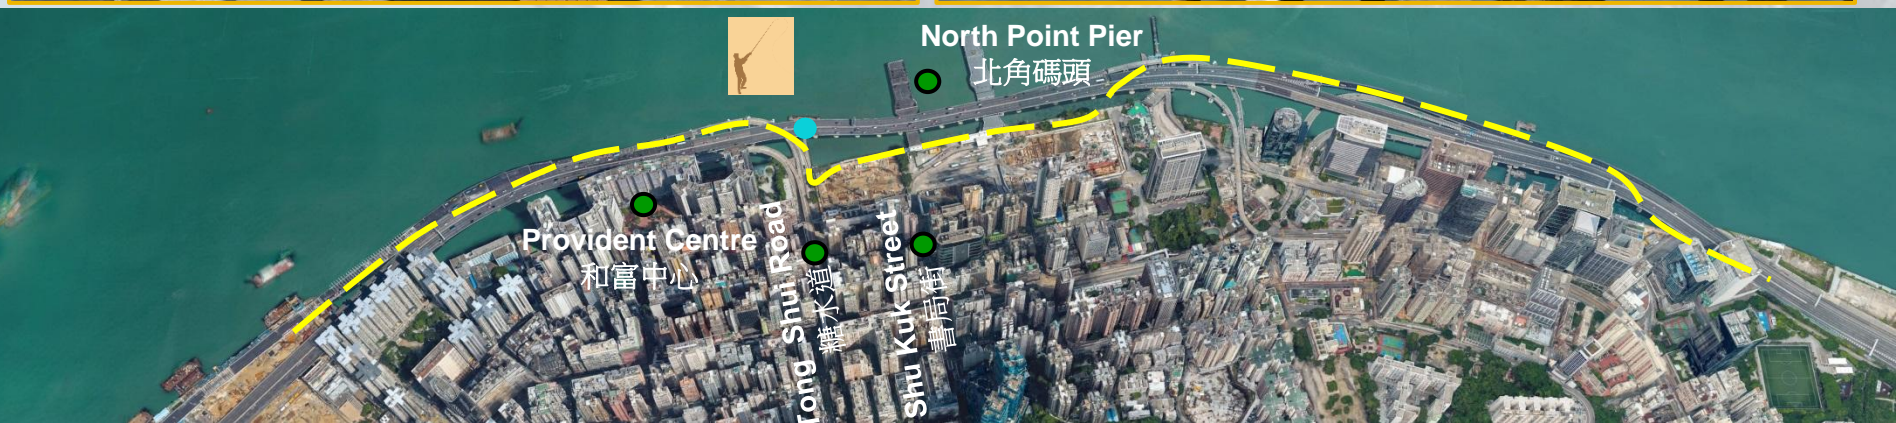 North Point Pier
北角碼頭
Provident Centre
和富中心
Tong Shui Road
糖水道
Shu Kuk Street
書局街